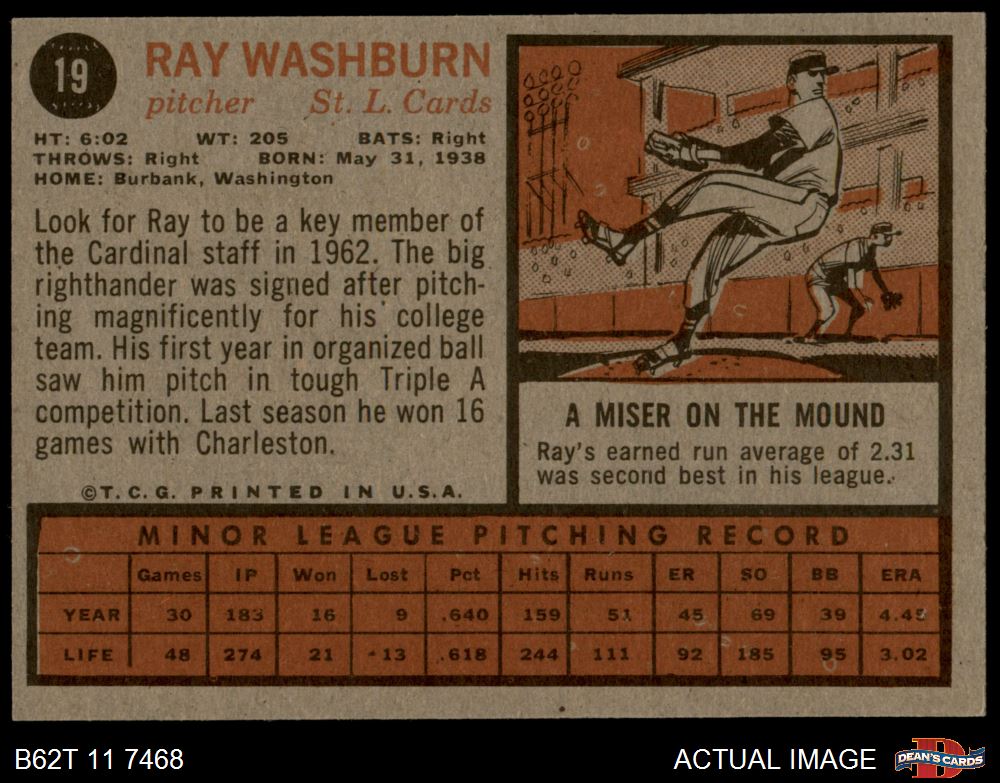 19
RAY WASHBURN
pitcher St. L. Cards
HT: 6:02 WT: 205 BATS: Right
THROWS: Right BORN: May 31, 1938
HOME: Burbank, Washington
Look for Ray to be a key member of
the Cardinal staff in 1962. The big
righthander was signed after pitch-
ing magnificently for his college
team. His first year in organized ball
saw him pitch in tough Triple A
competition. Last season he won 16
games with Charleston.
©T.C.G. PRINTED IN U.S.A.
A MISER ON THE MOUND
Ray's earned run average of 2.31
was second best in his league.
MINOR LEAGUE PITCHING RECORD
Games IP Won Lost Pct Hits Runs ER SO BB ERA
YEAR 30 183 16 9 .640 159 51 45 69 39 4.45
LIFE 48 274 21 13 .618 244 111 92 185 95 3.02
B62T 11 7468
ACTUAL IMAGE
D
DEAN'S CARDS